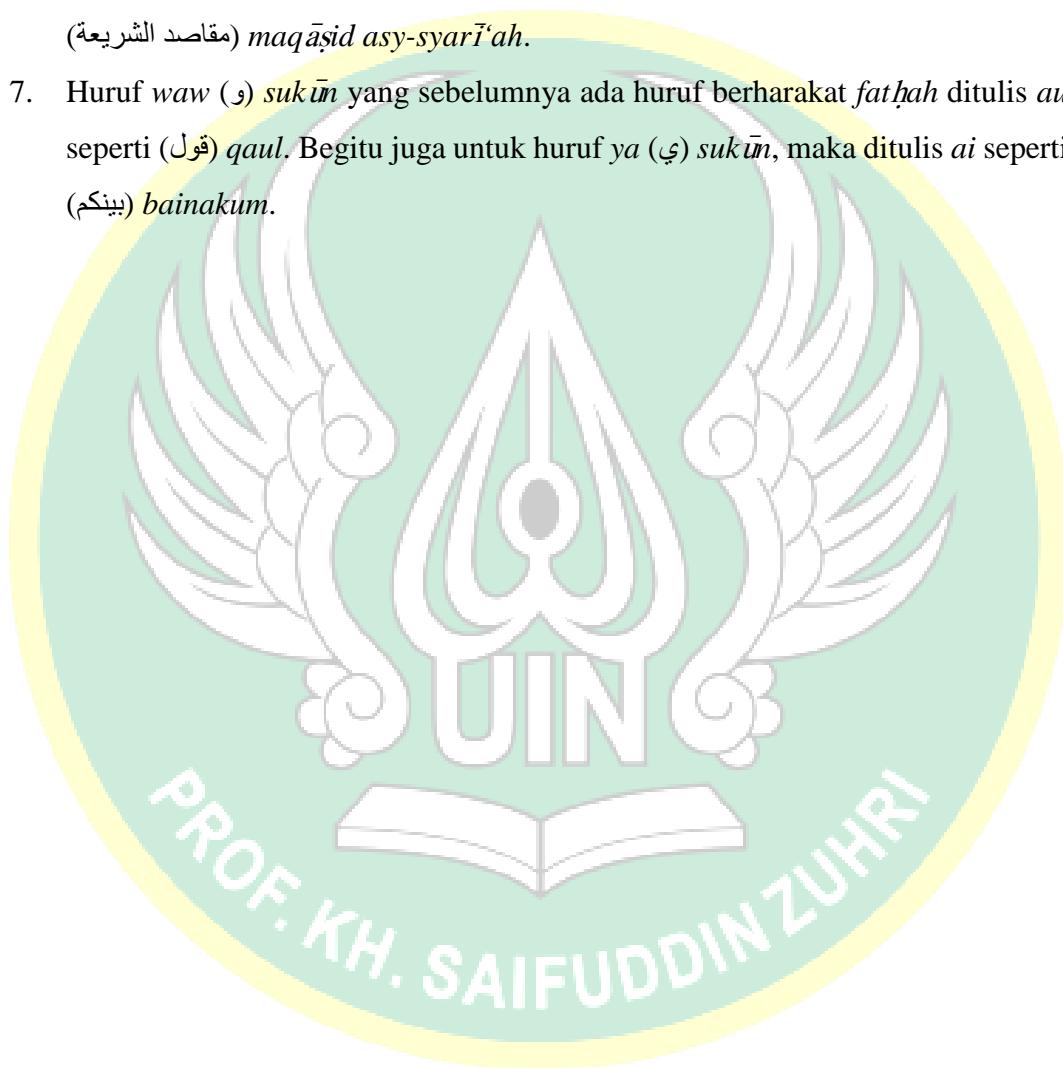 (مقاصد الشريعة) maqāṣid asy-syarī‘ah.
7. Huruf waw (و) sukūn yang sebelumnya ada huruf berharakat fatḥah ditulis au
seperti (قول) qaul. Begitu juga untuk huruf ya (ي) sukūn, maka ditulis ai seperti
(بينكم) bainakum.
UIN
PROF. KH. SAIFUDDIN ZUHRI